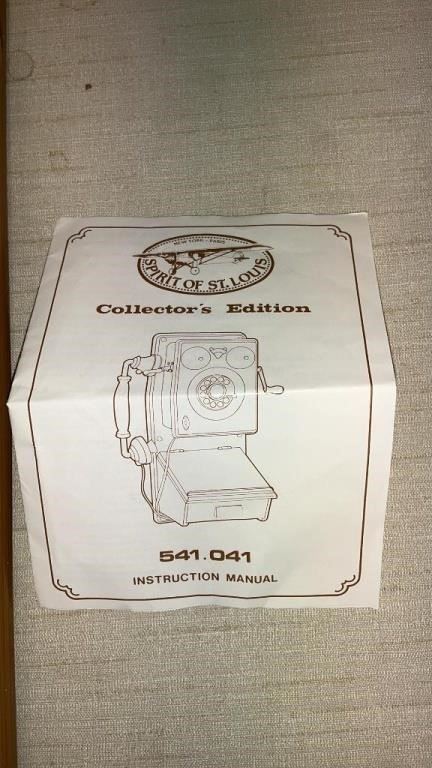 NEW YORK - PARIS
SPIRIT OF ST. LOUIS
Collector's Edition
541.041
INSTRUCTION MANUAL